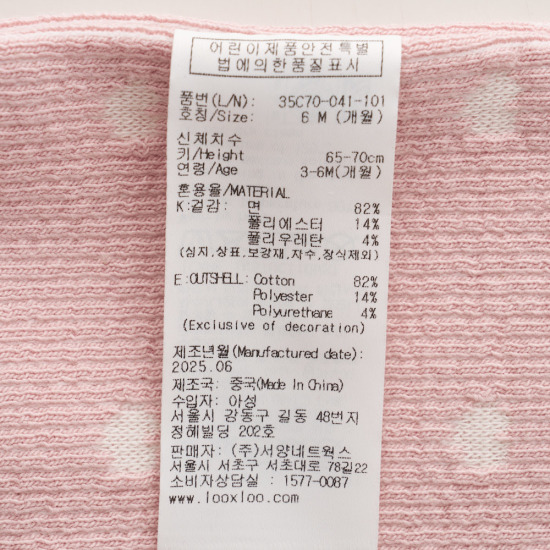 어린이제품안전특별
법에의한품질표시
품번(L/N): 35C70-041-101
호칭/Size: 6 M (개월)
신체치수
키/Height 65-70cm
연령/Age 3-6M(개월)
혼용율/MATERIAL
K:겉감: 면 82%
폴리에스터 14%
폴리우레탄 4%
(심지,상표,보강재,자수,장식제외)
E:OUTSHELL: Cotton 82%
Polyester 14%
Polyurethane 4%
(Exclusive of decoration)
제조년월(Manufactured date):
2025.06
제조국: 중국(Made In China)
수입자: 아성
서울시 강동구 길동 48번지
정해빌딩 202호
판매자: (주)서양네트웍스
서울시 서초구 서초대로 78길22
소비자상담실 : 1577-0087
www.looxloo.com